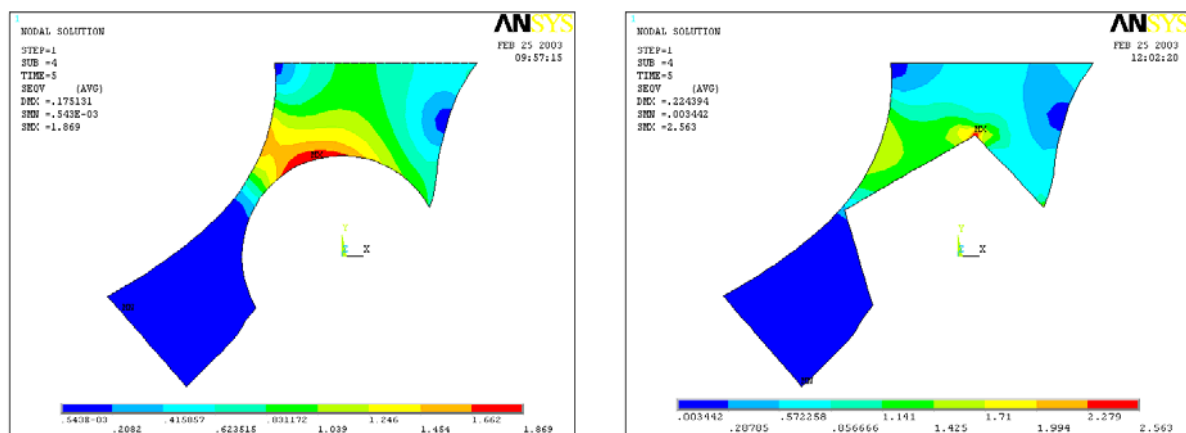 1
ANSYS
NODAL SOLUTION
FEB 25 2003
09:57:15
STEP=1
SUB =4
TIME=5
SEQV (AVG)
DMX =.175131
SMN =.543E-03
SMX =1.869
MX
Y
Z X
MN
.543E-03 .415857 .831172 1.246 1.662
.2082 .623515 1.039 1.454 1.869
1
ANSYS
NODAL SOLUTION
FEB 25 2003
12:02:20
STEP=1
SUB =4
TIME=5
SEQV (AVG)
DMX =.224394
SMN =.003442
SMX =2.563
MX
Y
Z X
MN
.003442 .572258 1.141 1.71 2.279
.28785 .856666 1.425 1.994 2.563